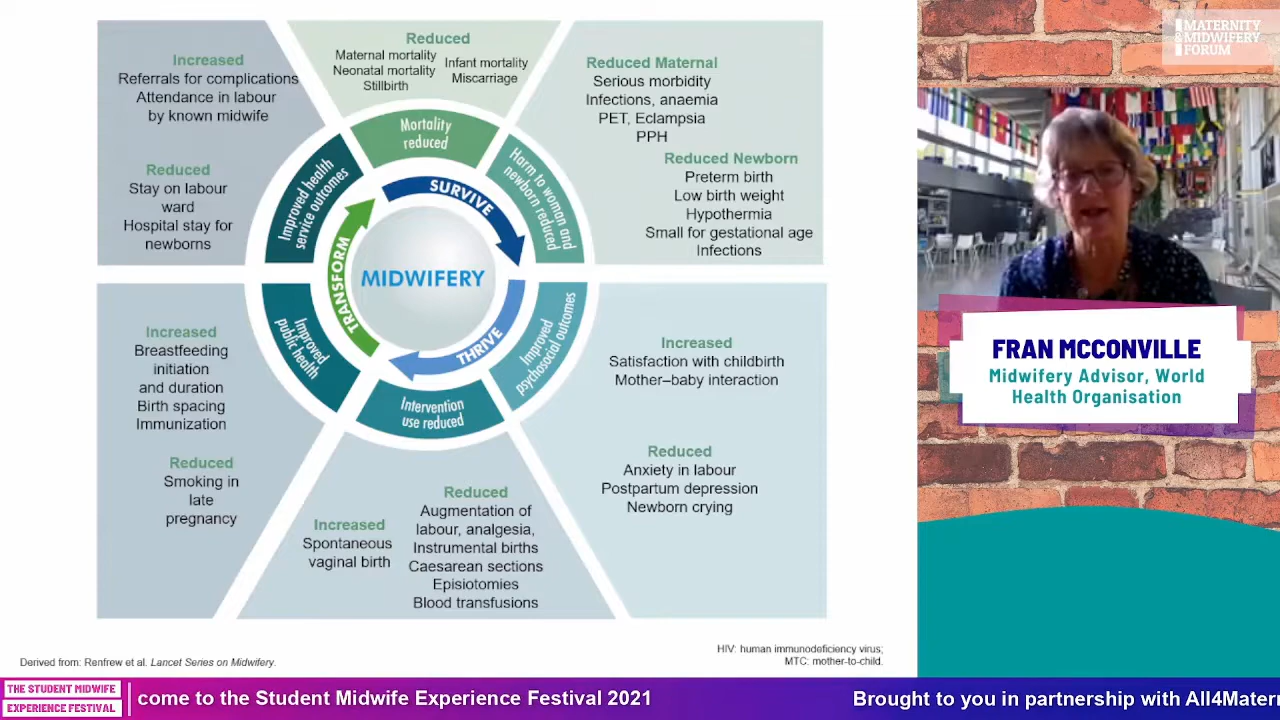 Increased
Referrals for complications
Attendance in labour
by known midwife
Reduced
Stay on labour
ward
Hospital stay for
newborns
Reduced
Maternal mortality
Neonatal mortality
Stillbirth
Infant mortality
Miscarriage
Reduced Maternal
Serious morbidity
Infections, anaemia
PET, Eclampsia
PPH
Reduced Newborn
Preterm birth
Low birth weight
Hypothermia
Small for gestational age
Infections
Mortality
reduced
Harm to woman and
newborn reduced
Improved
psychosocial outcomes
Intervention
use reduced
Improved
public health
Improved health
service outcomes
SURVIVE
THRIVE
TRANSFORM
MIDWIFERY
Increased
Breastfeeding
initiation
and duration
Birth spacing
Immunization
Reduced
Smoking in
late
pregnancy
Increased
Spontaneous
vaginal birth
Reduced
Augmentation of
labour, analgesia,
Instrumental births
Caesarean sections
Episiotomies
Blood transfusions
Increased
Satisfaction with childbirth
Mother–baby interaction
Reduced
Anxiety in labour
Postpartum depression
Newborn crying
Derived from: Renfrew et al. Lancet Series on Midwifery.
HIV: human immunodeficiency virus;
MTC: mother-to-child.
MATERNITY
&MIDWIFERY
FORUM
FRAN MCCONVILLE
Midwifery Advisor, World
Health Organisation
THE STUDENT MIDWIFE
EXPERIENCE FESTIVAL
come to the Student Midwife Experience Festival 2021
Brought to you in partnership with All4Mater